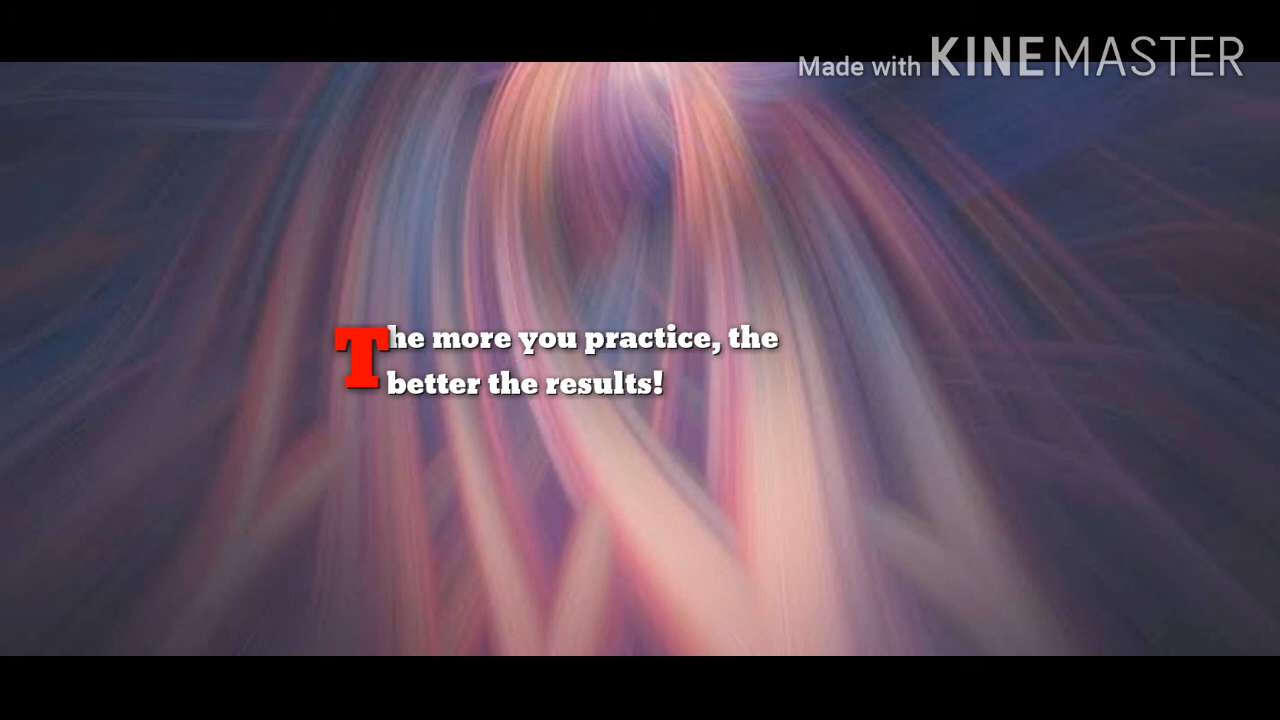 Made with KINEMASTER
The more you practice, the
better the results!